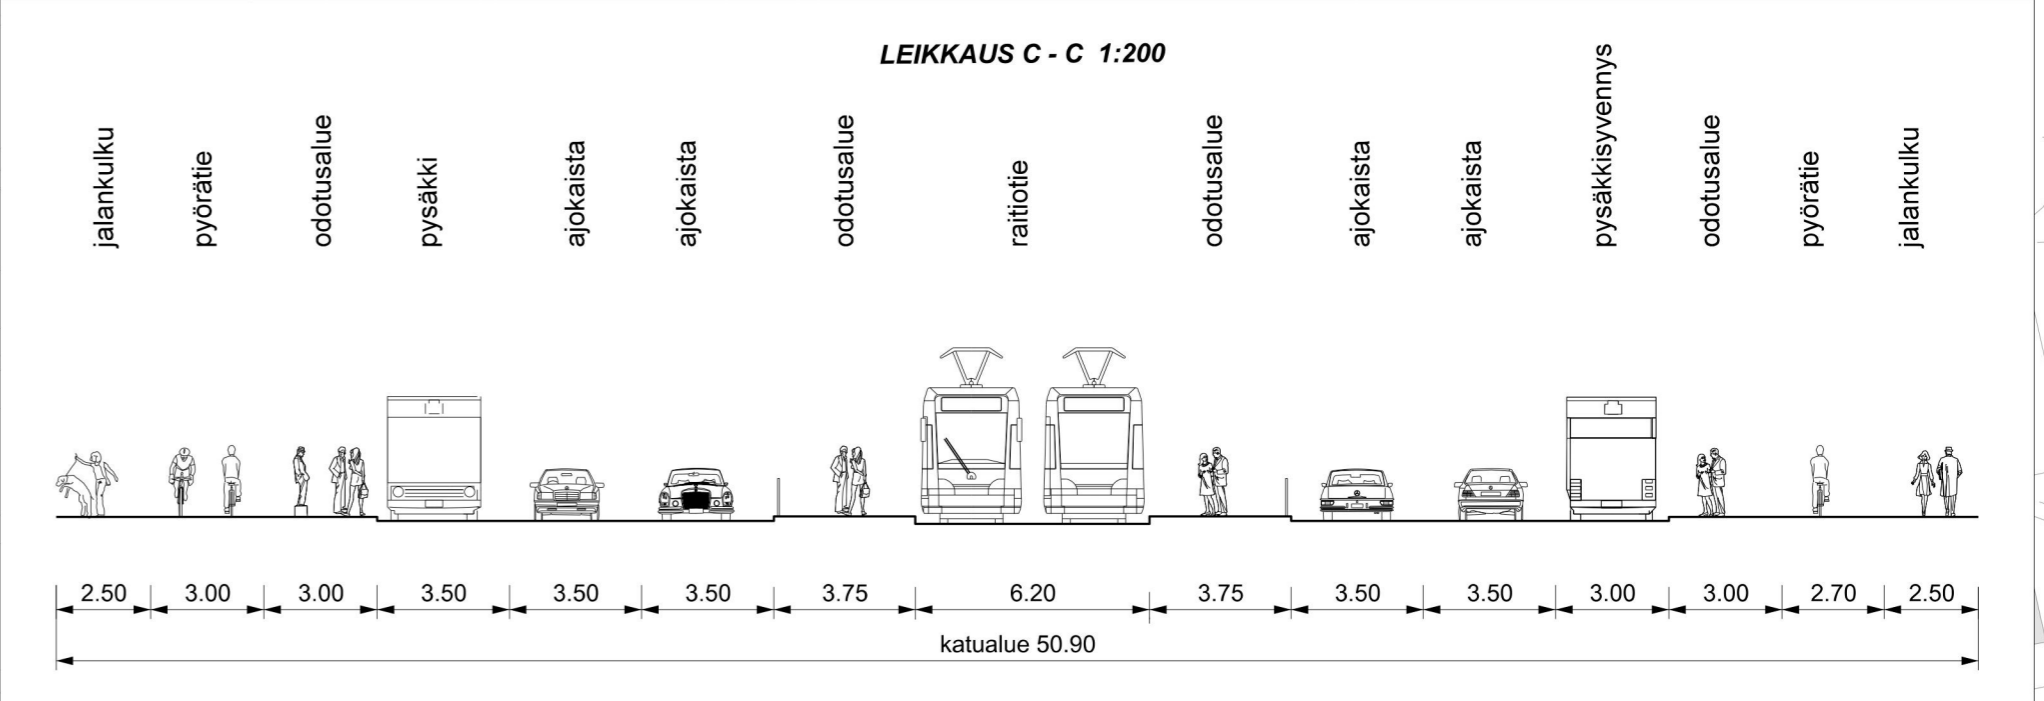 LEIKKAUS C - C 1:200
jalankulku
pyörätie
odotusalue
pysäkki
ajokaista
ajokaista
odotusalue
raitiotie
odotusalue
ajokaista
ajokaista
pysäkkisyvennys
odotusalue
pyörätie
jalankulku
2.50 3.00 3.00 3.50 3.50 3.50 3.75 6.20 3.75 3.50 3.50 3.00 3.00 2.70 2.50
katualue 50.90